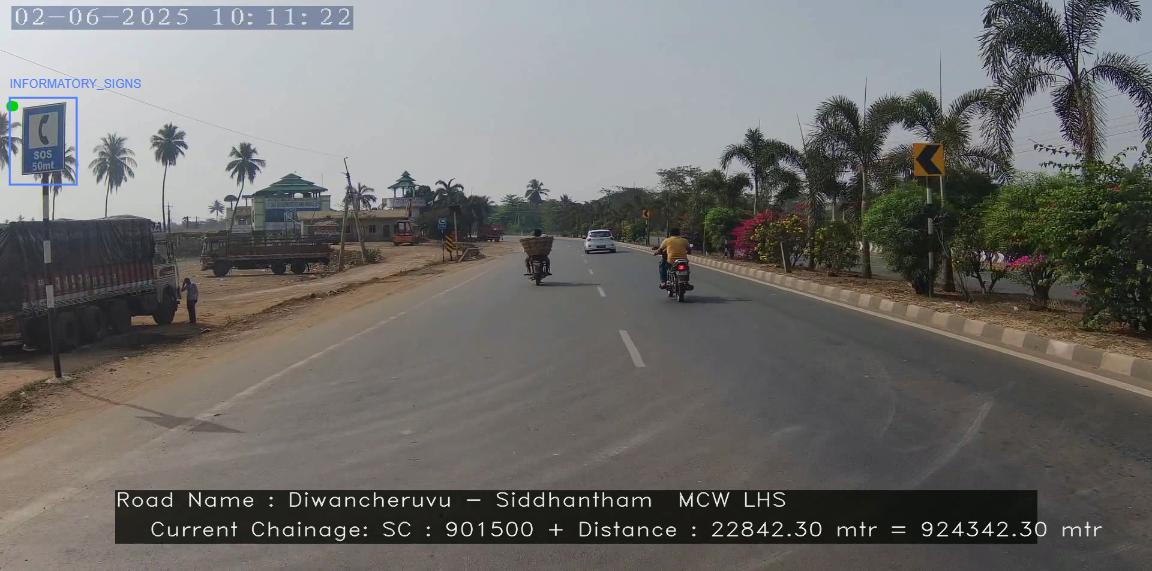 02-06-2025 10:11:22
INFORMATORY_SIGNS
SOS
50mt
Road Name : Diwancheruvu - Siddhantham MCW LHS
Current Chainage: SC : 901500 + Distance : 22842.30 mtr = 924342.30 mtr